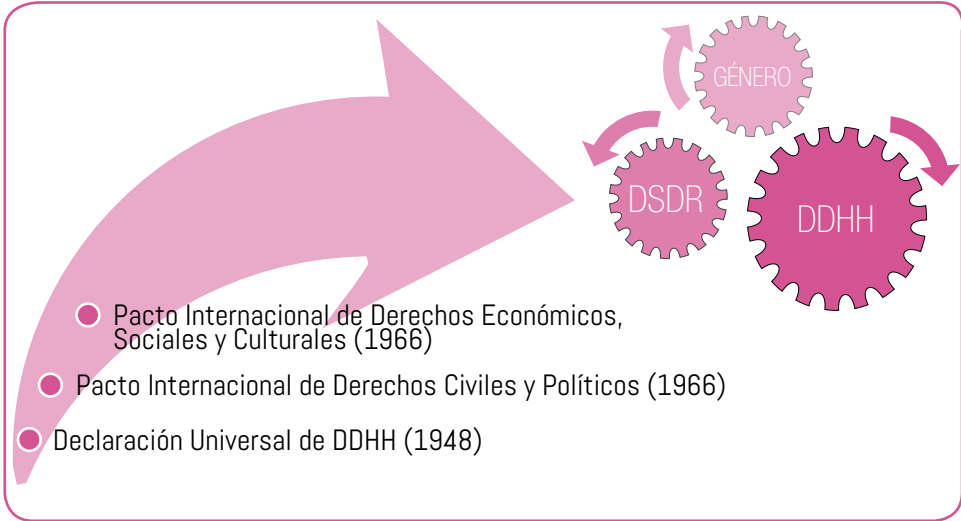 GÉNERO
DSDR
DDHH
Pacto Internacional de Derechos Económicos,
Sociales y Culturales (1966)
Pacto Internacional de Derechos Civiles y Políticos (1966)
Declaración Universal de DDHH (1948)